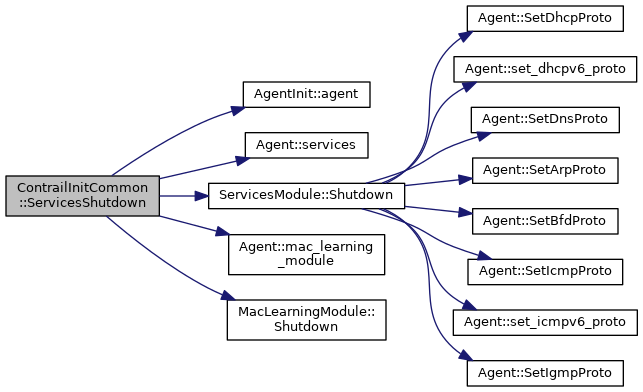 ContrailInitCommon
::ServicesShutdown
AgentInit::agent
Agent::services
ServicesModule::Shutdown
Agent::mac_learning
_module
MacLearningModule::
Shutdown
Agent::SetDhcpProto
Agent::set_dhcpv6_proto
Agent::SetDnsProto
Agent::SetArpProto
Agent::SetBfdProto
Agent::SetIcmpProto
Agent::set_icmpv6_proto
Agent::SetIgmpProto